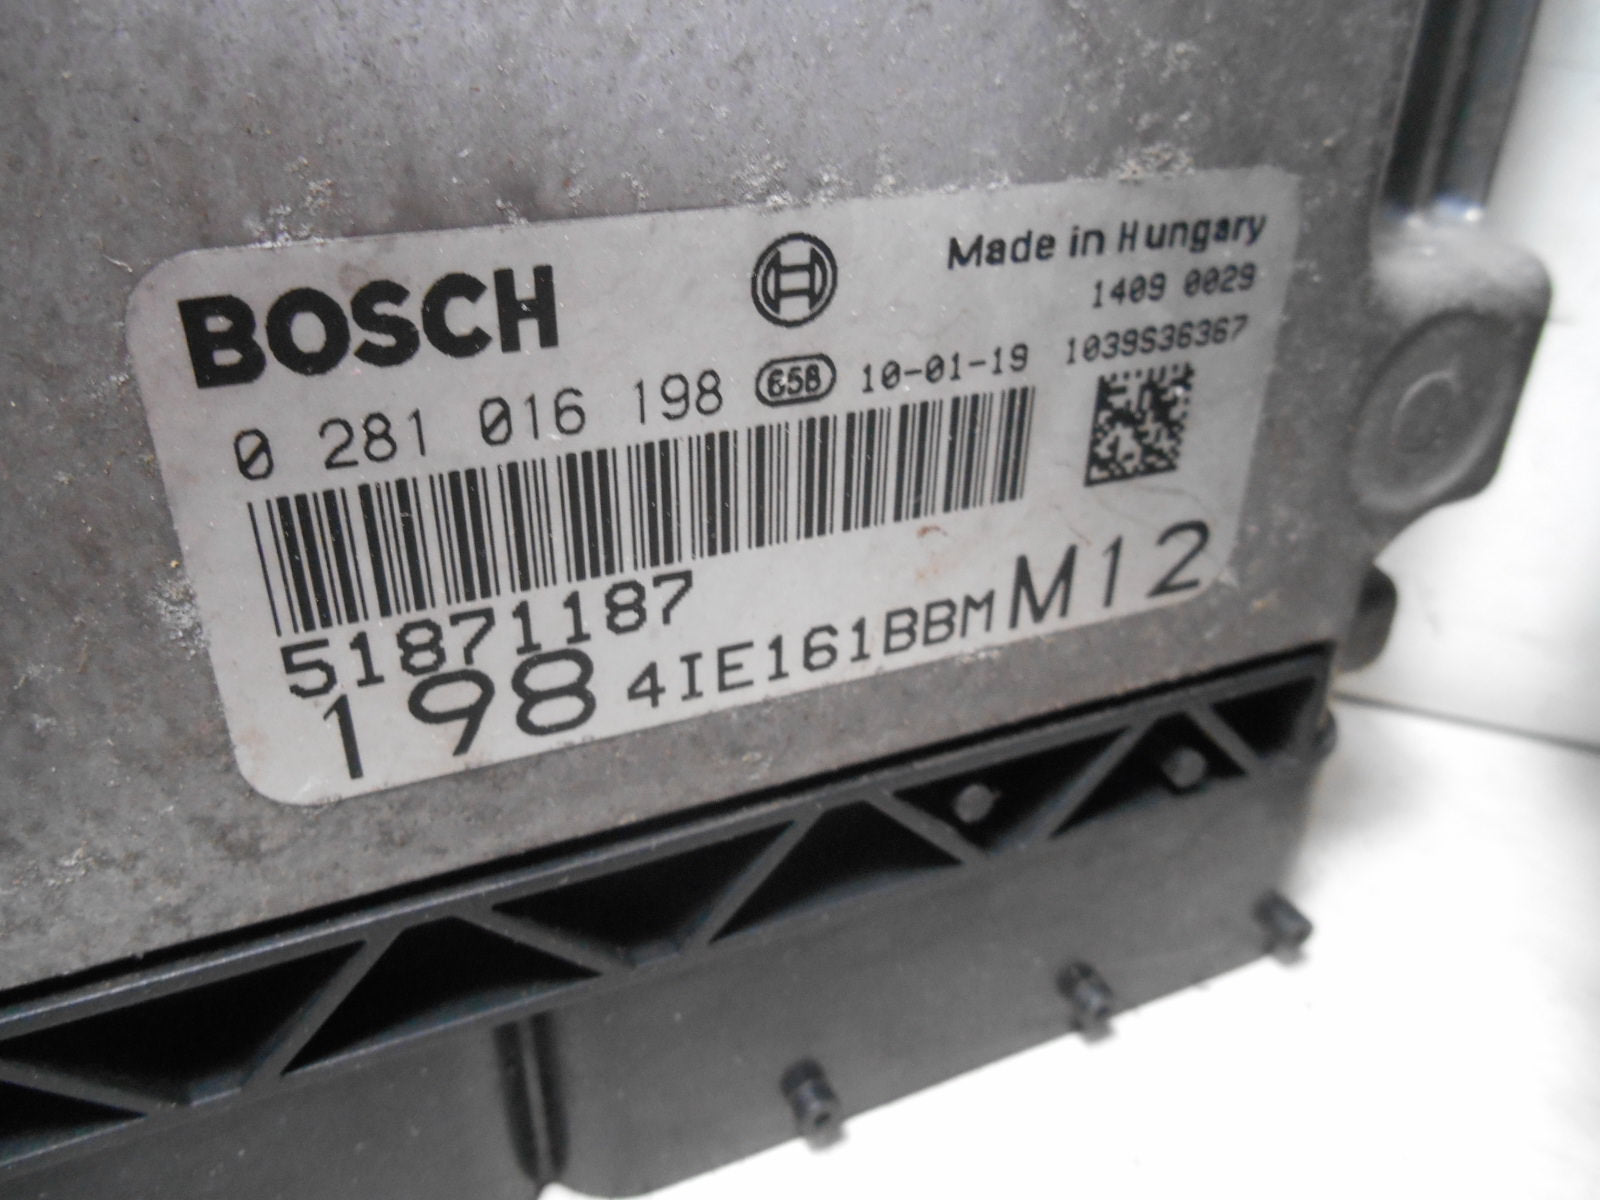 BOSCH
Made in Hungary
1409 0029
0 281 016 198 658 10-01-19 1039S36367
51871187
198 4IE161BBM M12